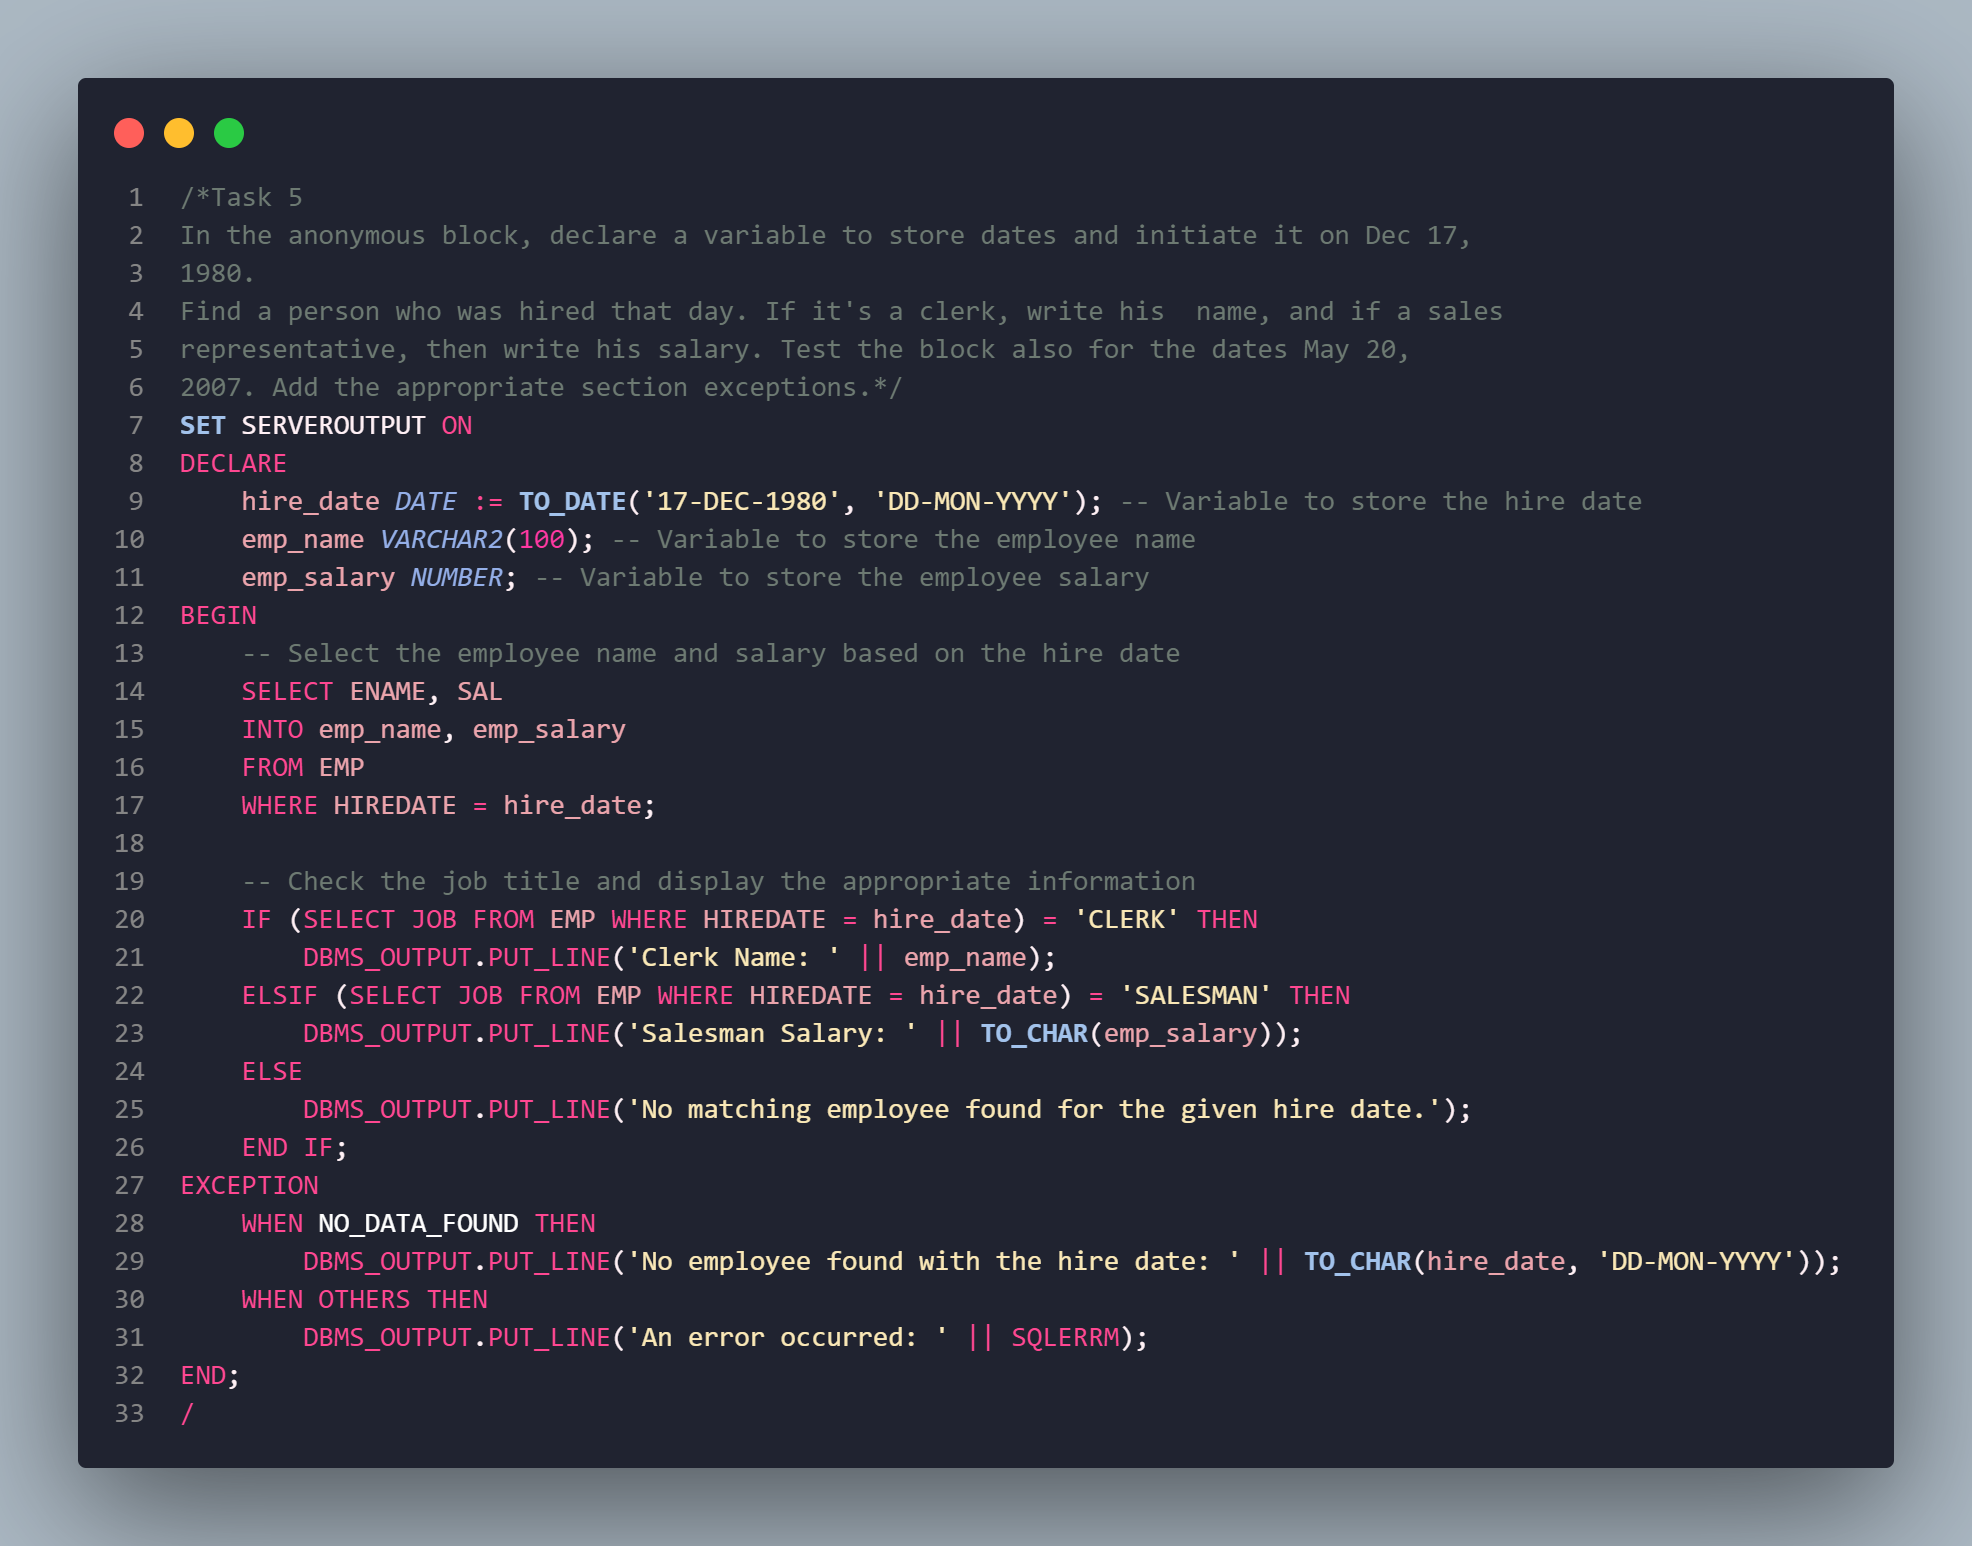 1 /*Task 5
2 In the anonymous block, declare a variable to store dates and initiate it on Dec 17,
3 1980.
4 Find a person who was hired that day. If it's a clerk, write his  name, and if a sales
5 representative, then write his salary. Test the block also for the dates May 20,
6 2007. Add the appropriate section exceptions.*/
7 SET SERVEROUTPUT ON
8 DECLARE
9     hire_date DATE := TO_DATE('17-DEC-1980', 'DD-MON-YYYY'); -- Variable to store the hire date
10     emp_name VARCHAR2(100); -- Variable to store the employee name
11     emp_salary NUMBER; -- Variable to store the employee salary
12 BEGIN
13     -- Select the employee name and salary based on the hire date
14     SELECT ENAME, SAL
15     INTO emp_name, emp_salary
16     FROM EMP
17     WHERE HIREDATE = hire_date;
18
19     -- Check the job title and display the appropriate information
20     IF (SELECT JOB FROM EMP WHERE HIREDATE = hire_date) = 'CLERK' THEN
21         DBMS_OUTPUT.PUT_LINE('Clerk Name: ' || emp_name);
22     ELSIF (SELECT JOB FROM EMP WHERE HIREDATE = hire_date) = 'SALESMAN' THEN
23         DBMS_OUTPUT.PUT_LINE('Salesman Salary: ' || TO_CHAR(emp_salary));
24     ELSE
25         DBMS_OUTPUT.PUT_LINE('No matching employee found for the given hire date.');
26     END IF;
27 EXCEPTION
28     WHEN NO_DATA_FOUND THEN
29         DBMS_OUTPUT.PUT_LINE('No employee found with the hire date: ' || TO_CHAR(hire_date, 'DD-MON-YYYY'));
30     WHEN OTHERS THEN
31         DBMS_OUTPUT.PUT_LINE('An error occurred: ' || SQLERRM);
32 END;
33 /